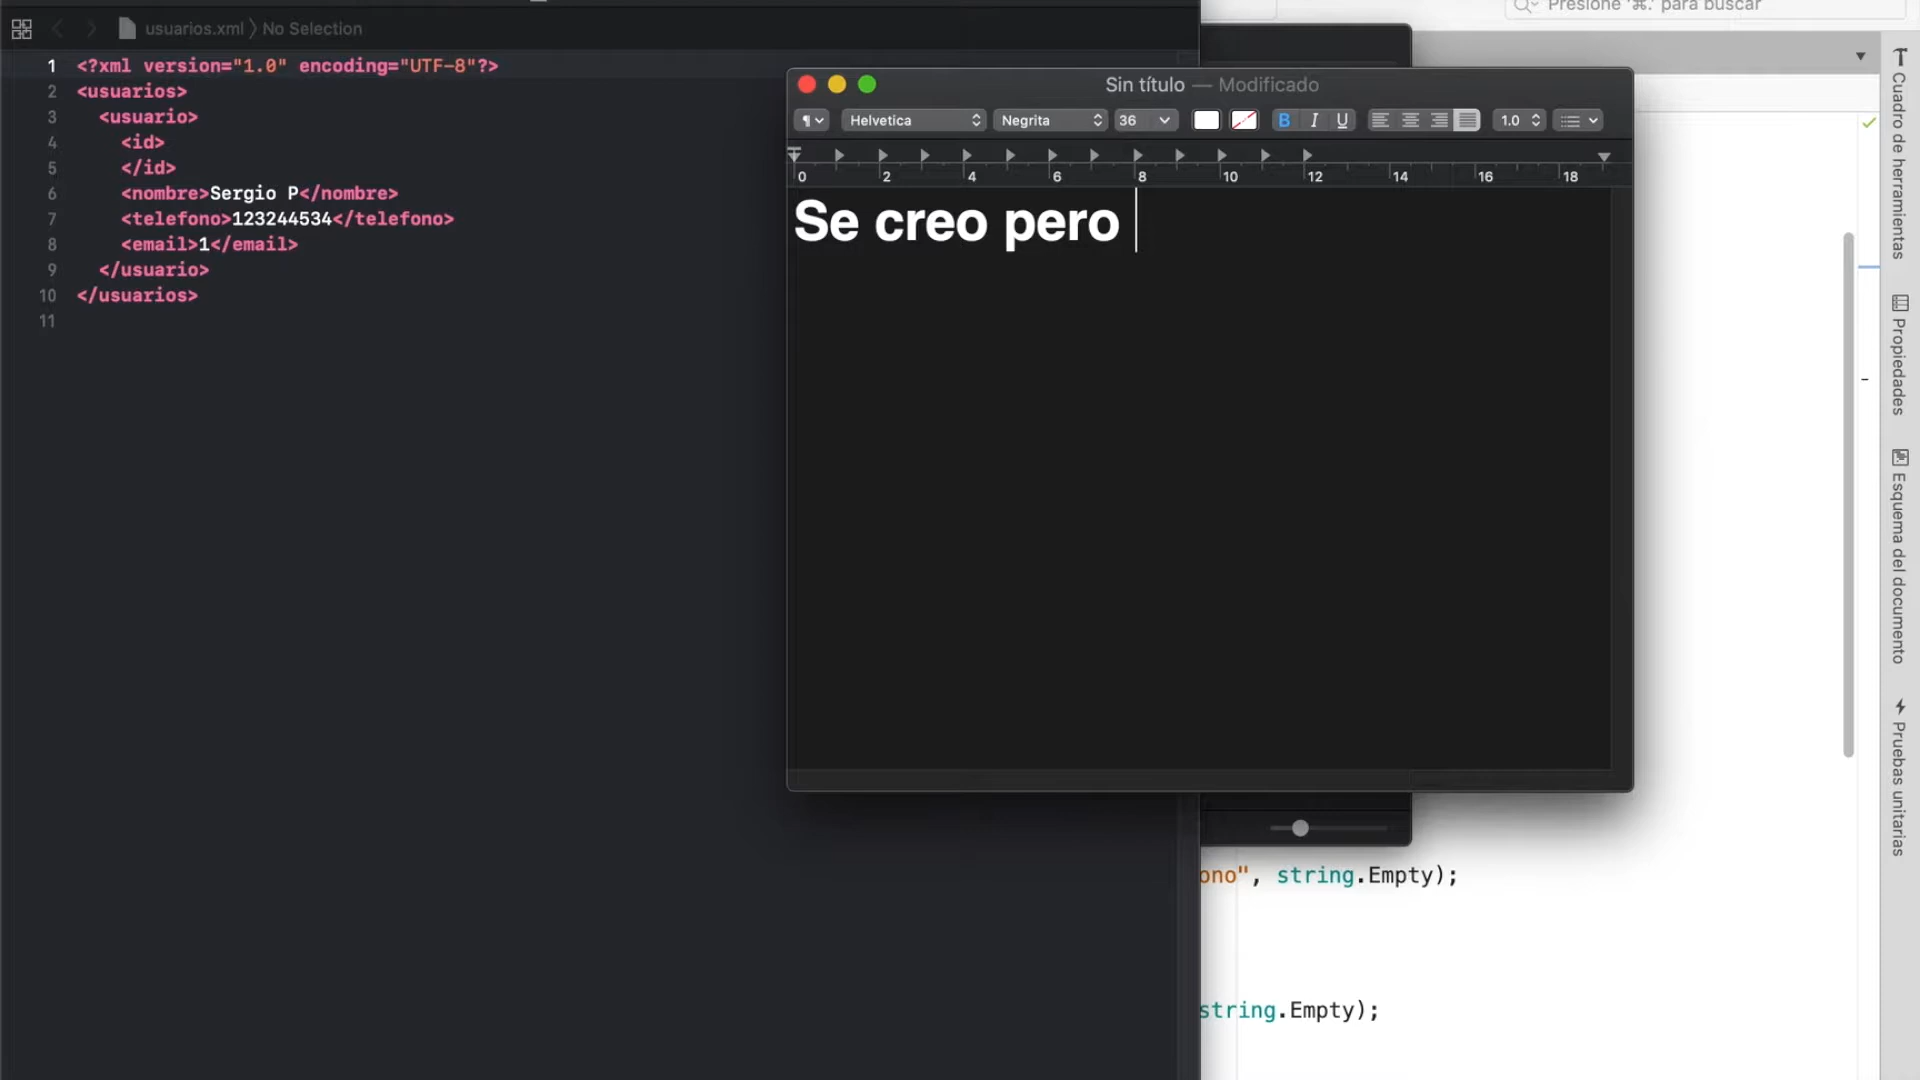 usuarios.xml 〉 No Selection
1 <?xml version="1.0" encoding="UTF-8"?>
2 <usuarios>
3 <usuario>
4 <id>
5 </id>
6 <nombre>Sergio P</nombre>
7 <telefono>123244534</telefono>
8 <email>1</email>
9 </usuario>
10 </usuarios>
11
Presione '⌘.' para buscar
Sin título — Modificado
¶ Helvetica Negrita 36 B I U 1.0
0 2 4 6 8 10 12 14 16 18
Se creo pero
ono", string.Empty);
string.Empty);
Cuadro de herramientas
Propiedades
Esquema del documento
Pruebas unitarias